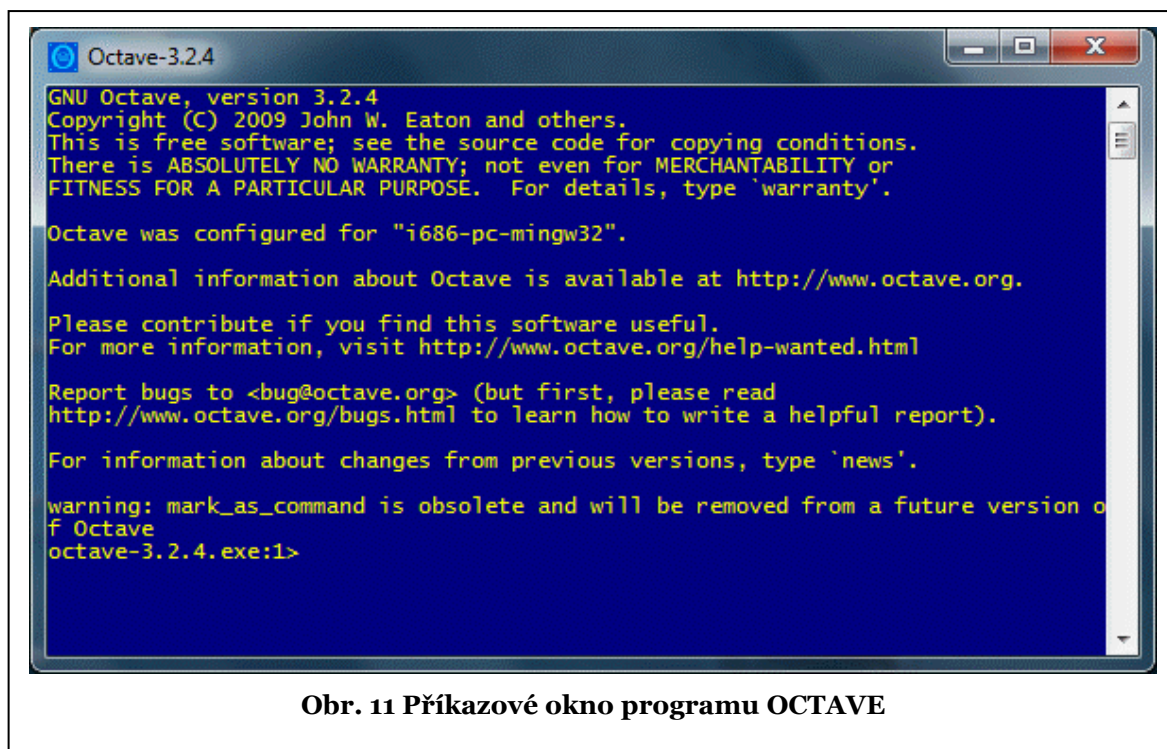 Octave-3.2.4
GNU Octave, version 3.2.4
Copyright (C) 2009 John W. Eaton and others.
This is free software; see the source code for copying conditions.
There is ABSOLUTELY NO WARRANTY; not even for MERCHANTABILITY or
FITNESS FOR A PARTICULAR PURPOSE.  For details, type `warranty'.
Octave was configured for "i686-pc-mingw32".
Additional information about Octave is available at http://www.octave.org.
Please contribute if you find this software useful.
For more information, visit http://www.octave.org/help-wanted.html
Report bugs to <bug@octave.org> (but first, please read
http://www.octave.org/bugs.html to learn how to write a helpful report).
For information about changes from previous versions, type `news'.
warning: mark_as_command is obsolete and will be removed from a future version o
f Octave
octave-3.2.4.exe:1>
Obr. 11 Příkazové okno programu OCTAVE